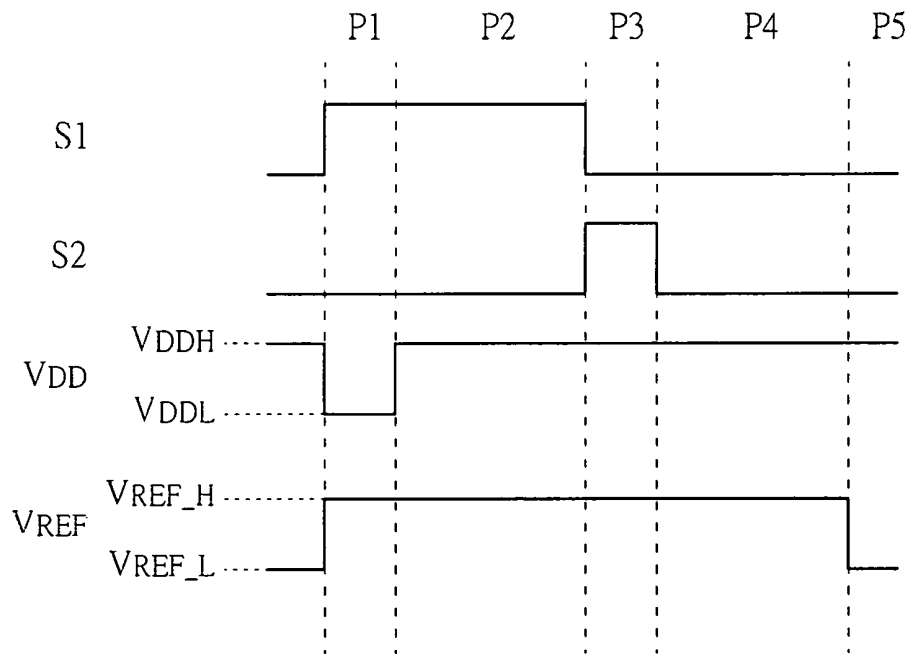 P1 P2 P3 P4 P5
S1
S2
VDDH
VDD
VDDL
VREF_H
VREF
VREF_L